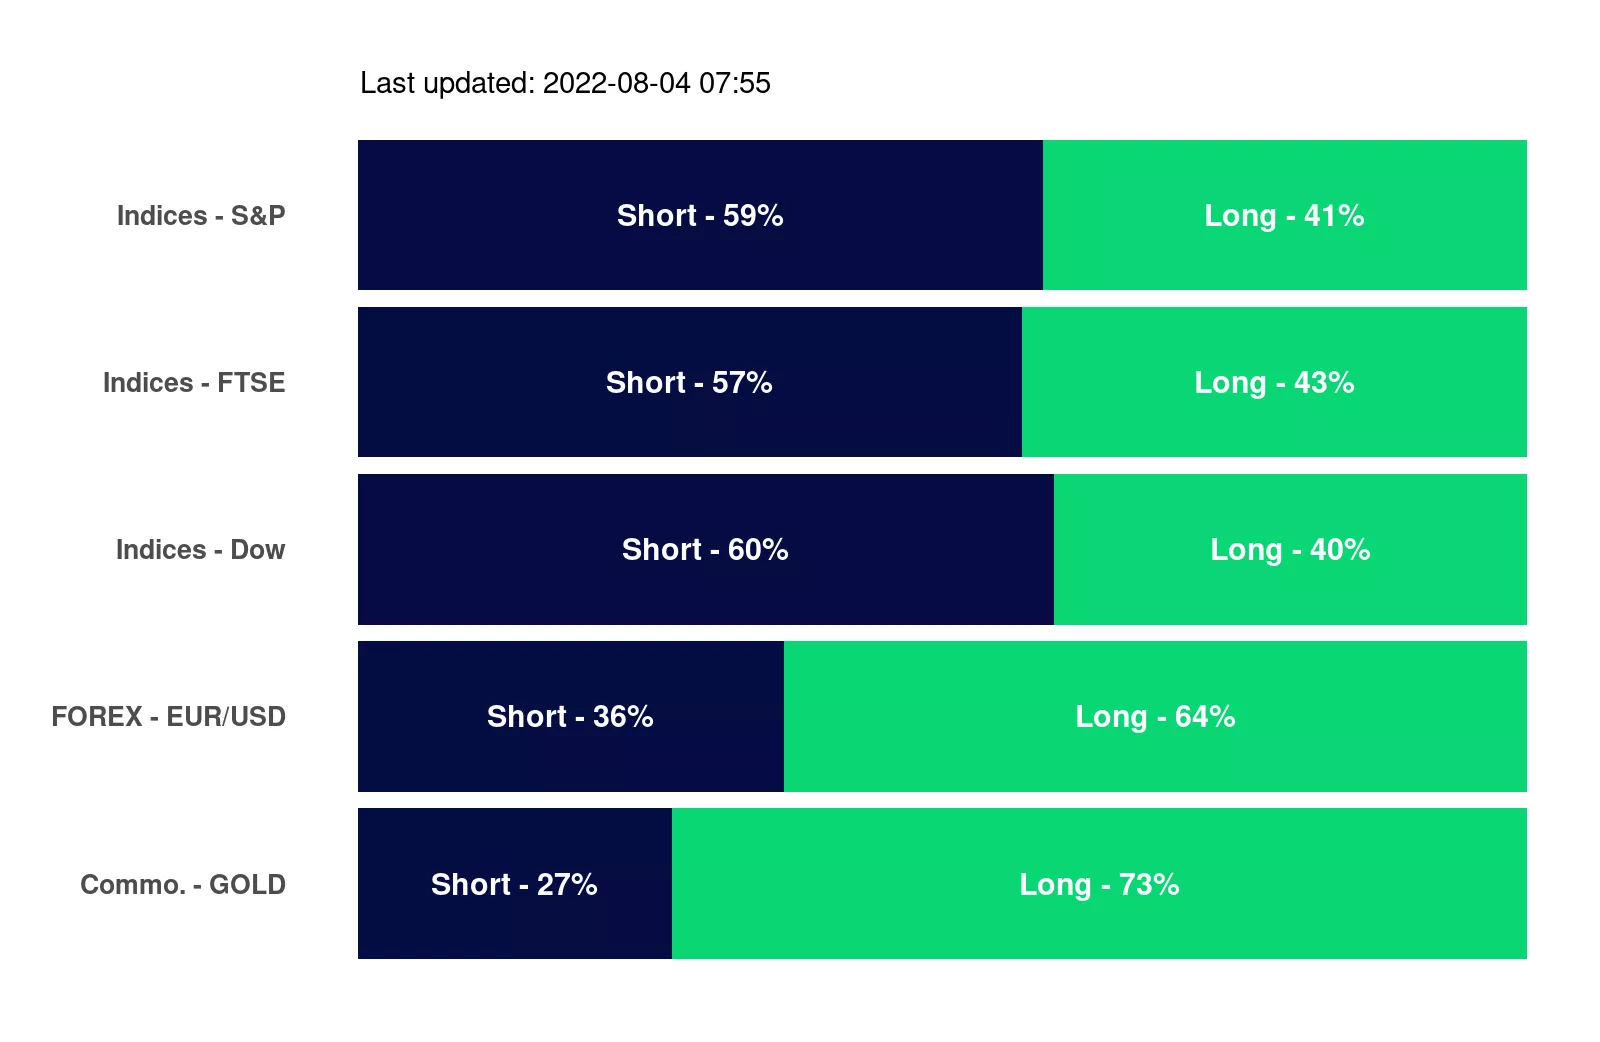 Last updated: 2022-08-04 07:55
Indices - S&P
Short - 59%
Long - 41%
Indices - FTSE
Short - 57%
Long - 43%
Indices - Dow
Short - 60%
Long - 40%
FOREX - EUR/USD
Short - 36%
Long - 64%
Commo. - GOLD
Short - 27%
Long - 73%